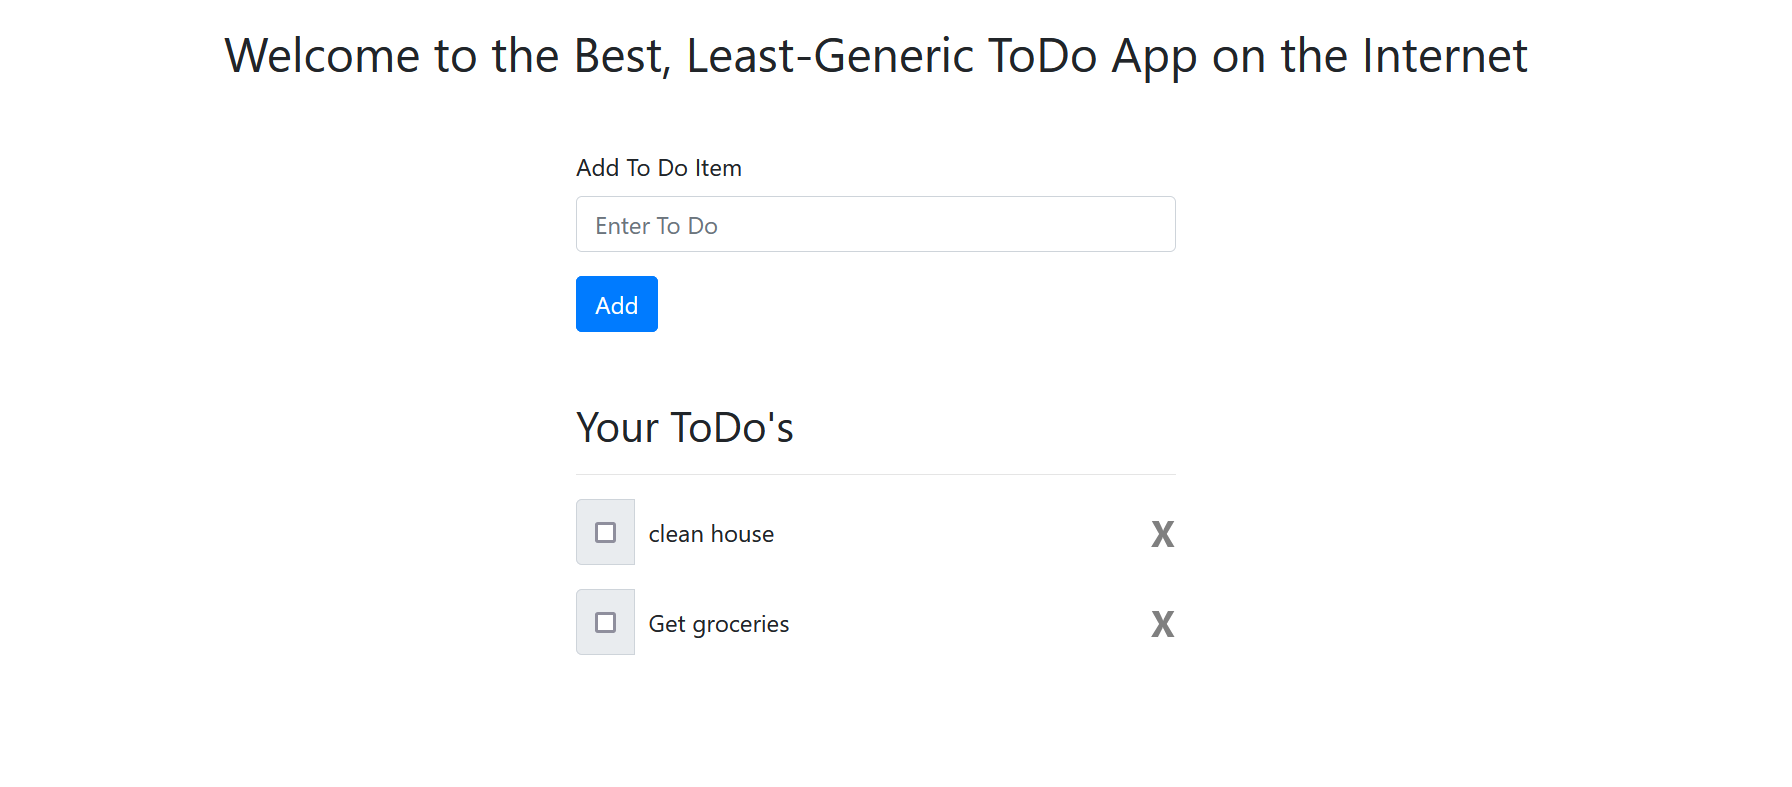 Welcome to the Best, Least-Generic ToDo App on the Internet
Add To Do Item
Enter To Do
Add
Your ToDo's
clean house X
Get groceries X